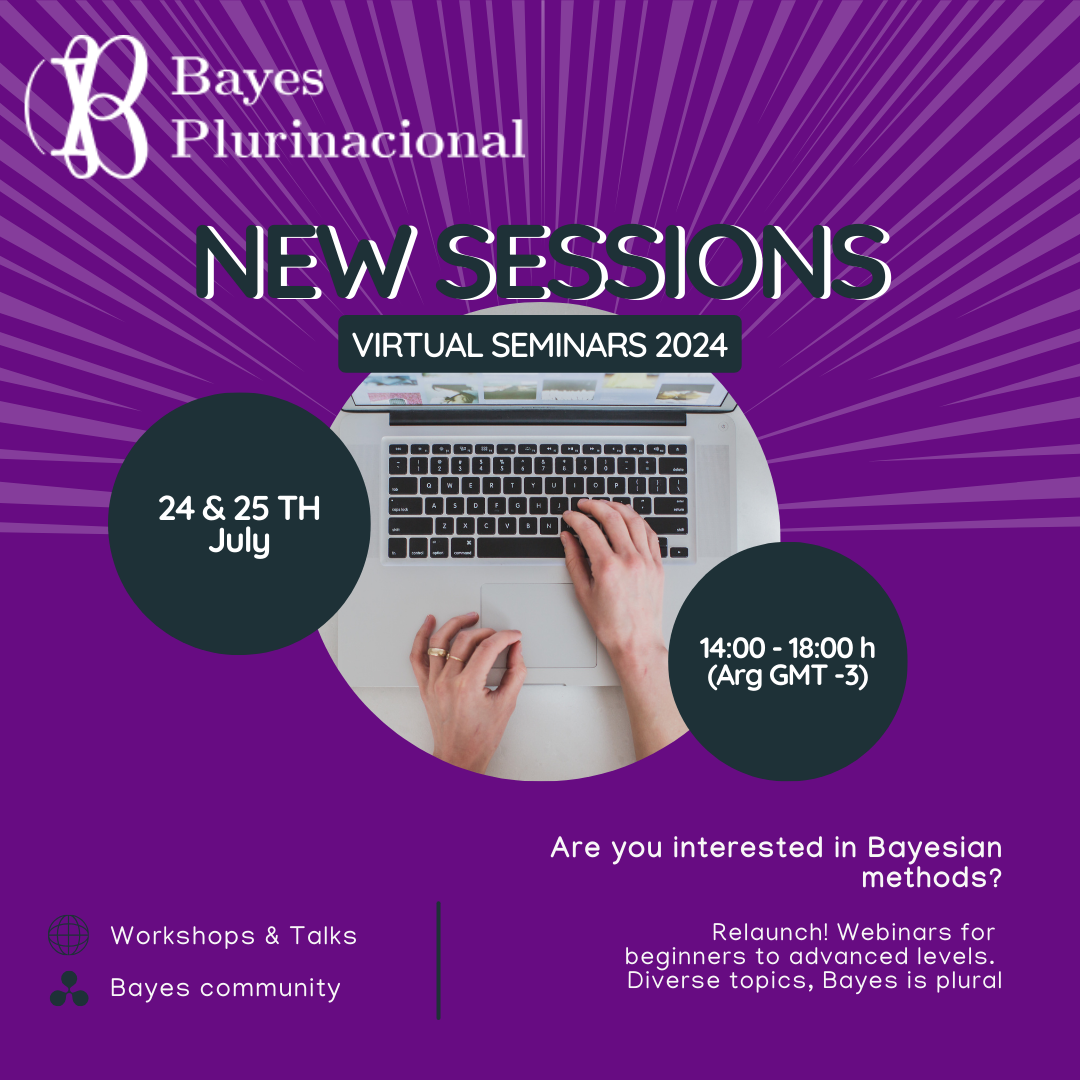 Bayes
Plurinacional
NEW SESSIONS
VIRTUAL SEMINARS 2024
24 & 25 TH
July
14:00 - 18:00 h
(Arg GMT -3)
Are you interested in Bayesian
methods?
Workshops & Talks
Bayes community
Relaunch! Webinars for
beginners to advanced levels.
Diverse topics, Bayes is plural